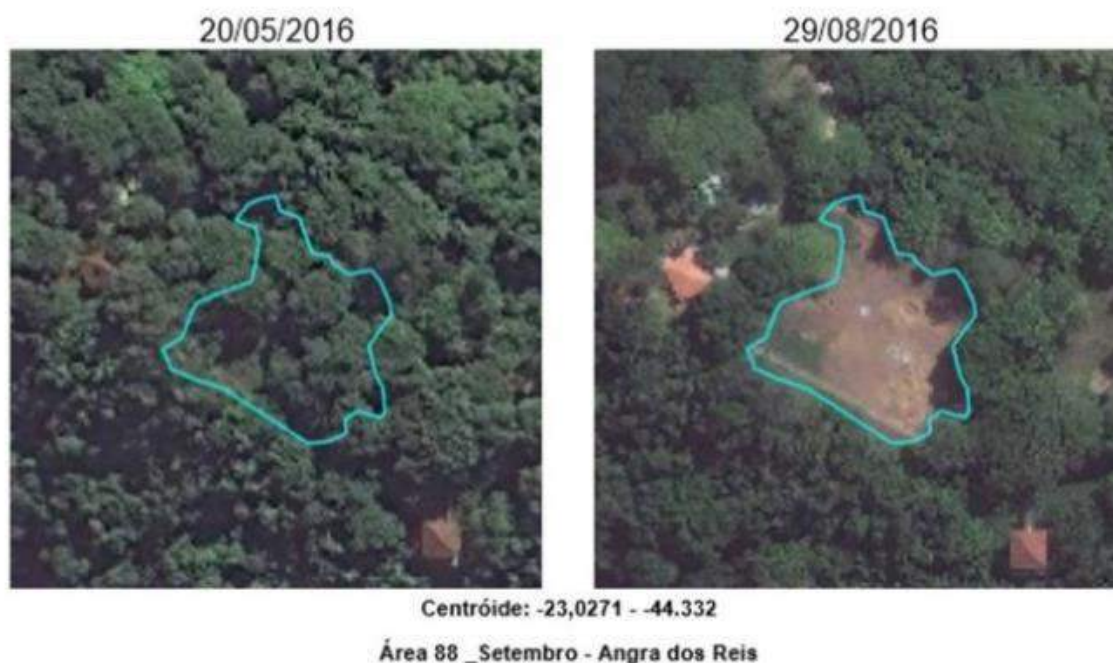 20/05/2016
29/08/2016
Centróide: -23,0271 - -44.332
Área 88 _Setembro - Angra dos Reis